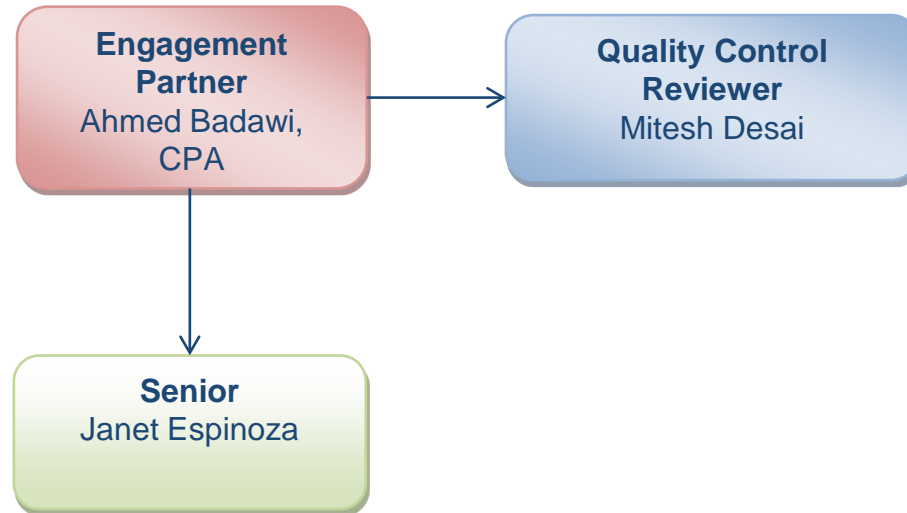 Engagement
Partner
Ahmed Badawi,
CPA
Quality Control
Reviewer
Mitesh Desai
Senior
Janet Espinoza